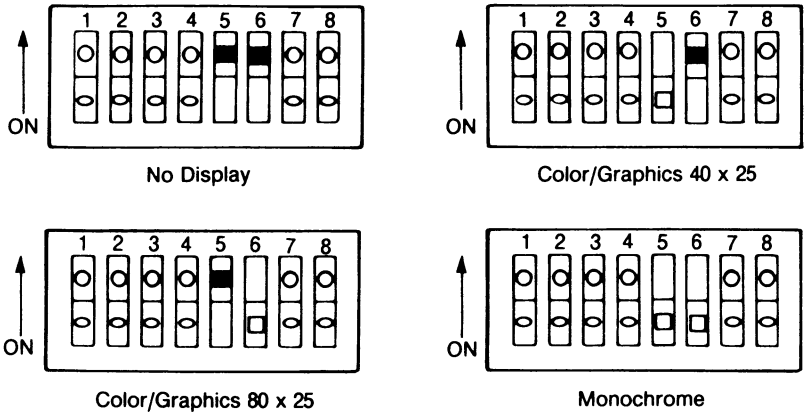 1 2 3 4 5 6 7 8
ON
No Display
1 2 3 4 5 6 7 8
ON
Color/Graphics 40 x 25
1 2 3 4 5 6 7 8
ON
Color/Graphics 80 x 25
1 2 3 4 5 6 7 8
ON
Monochrome